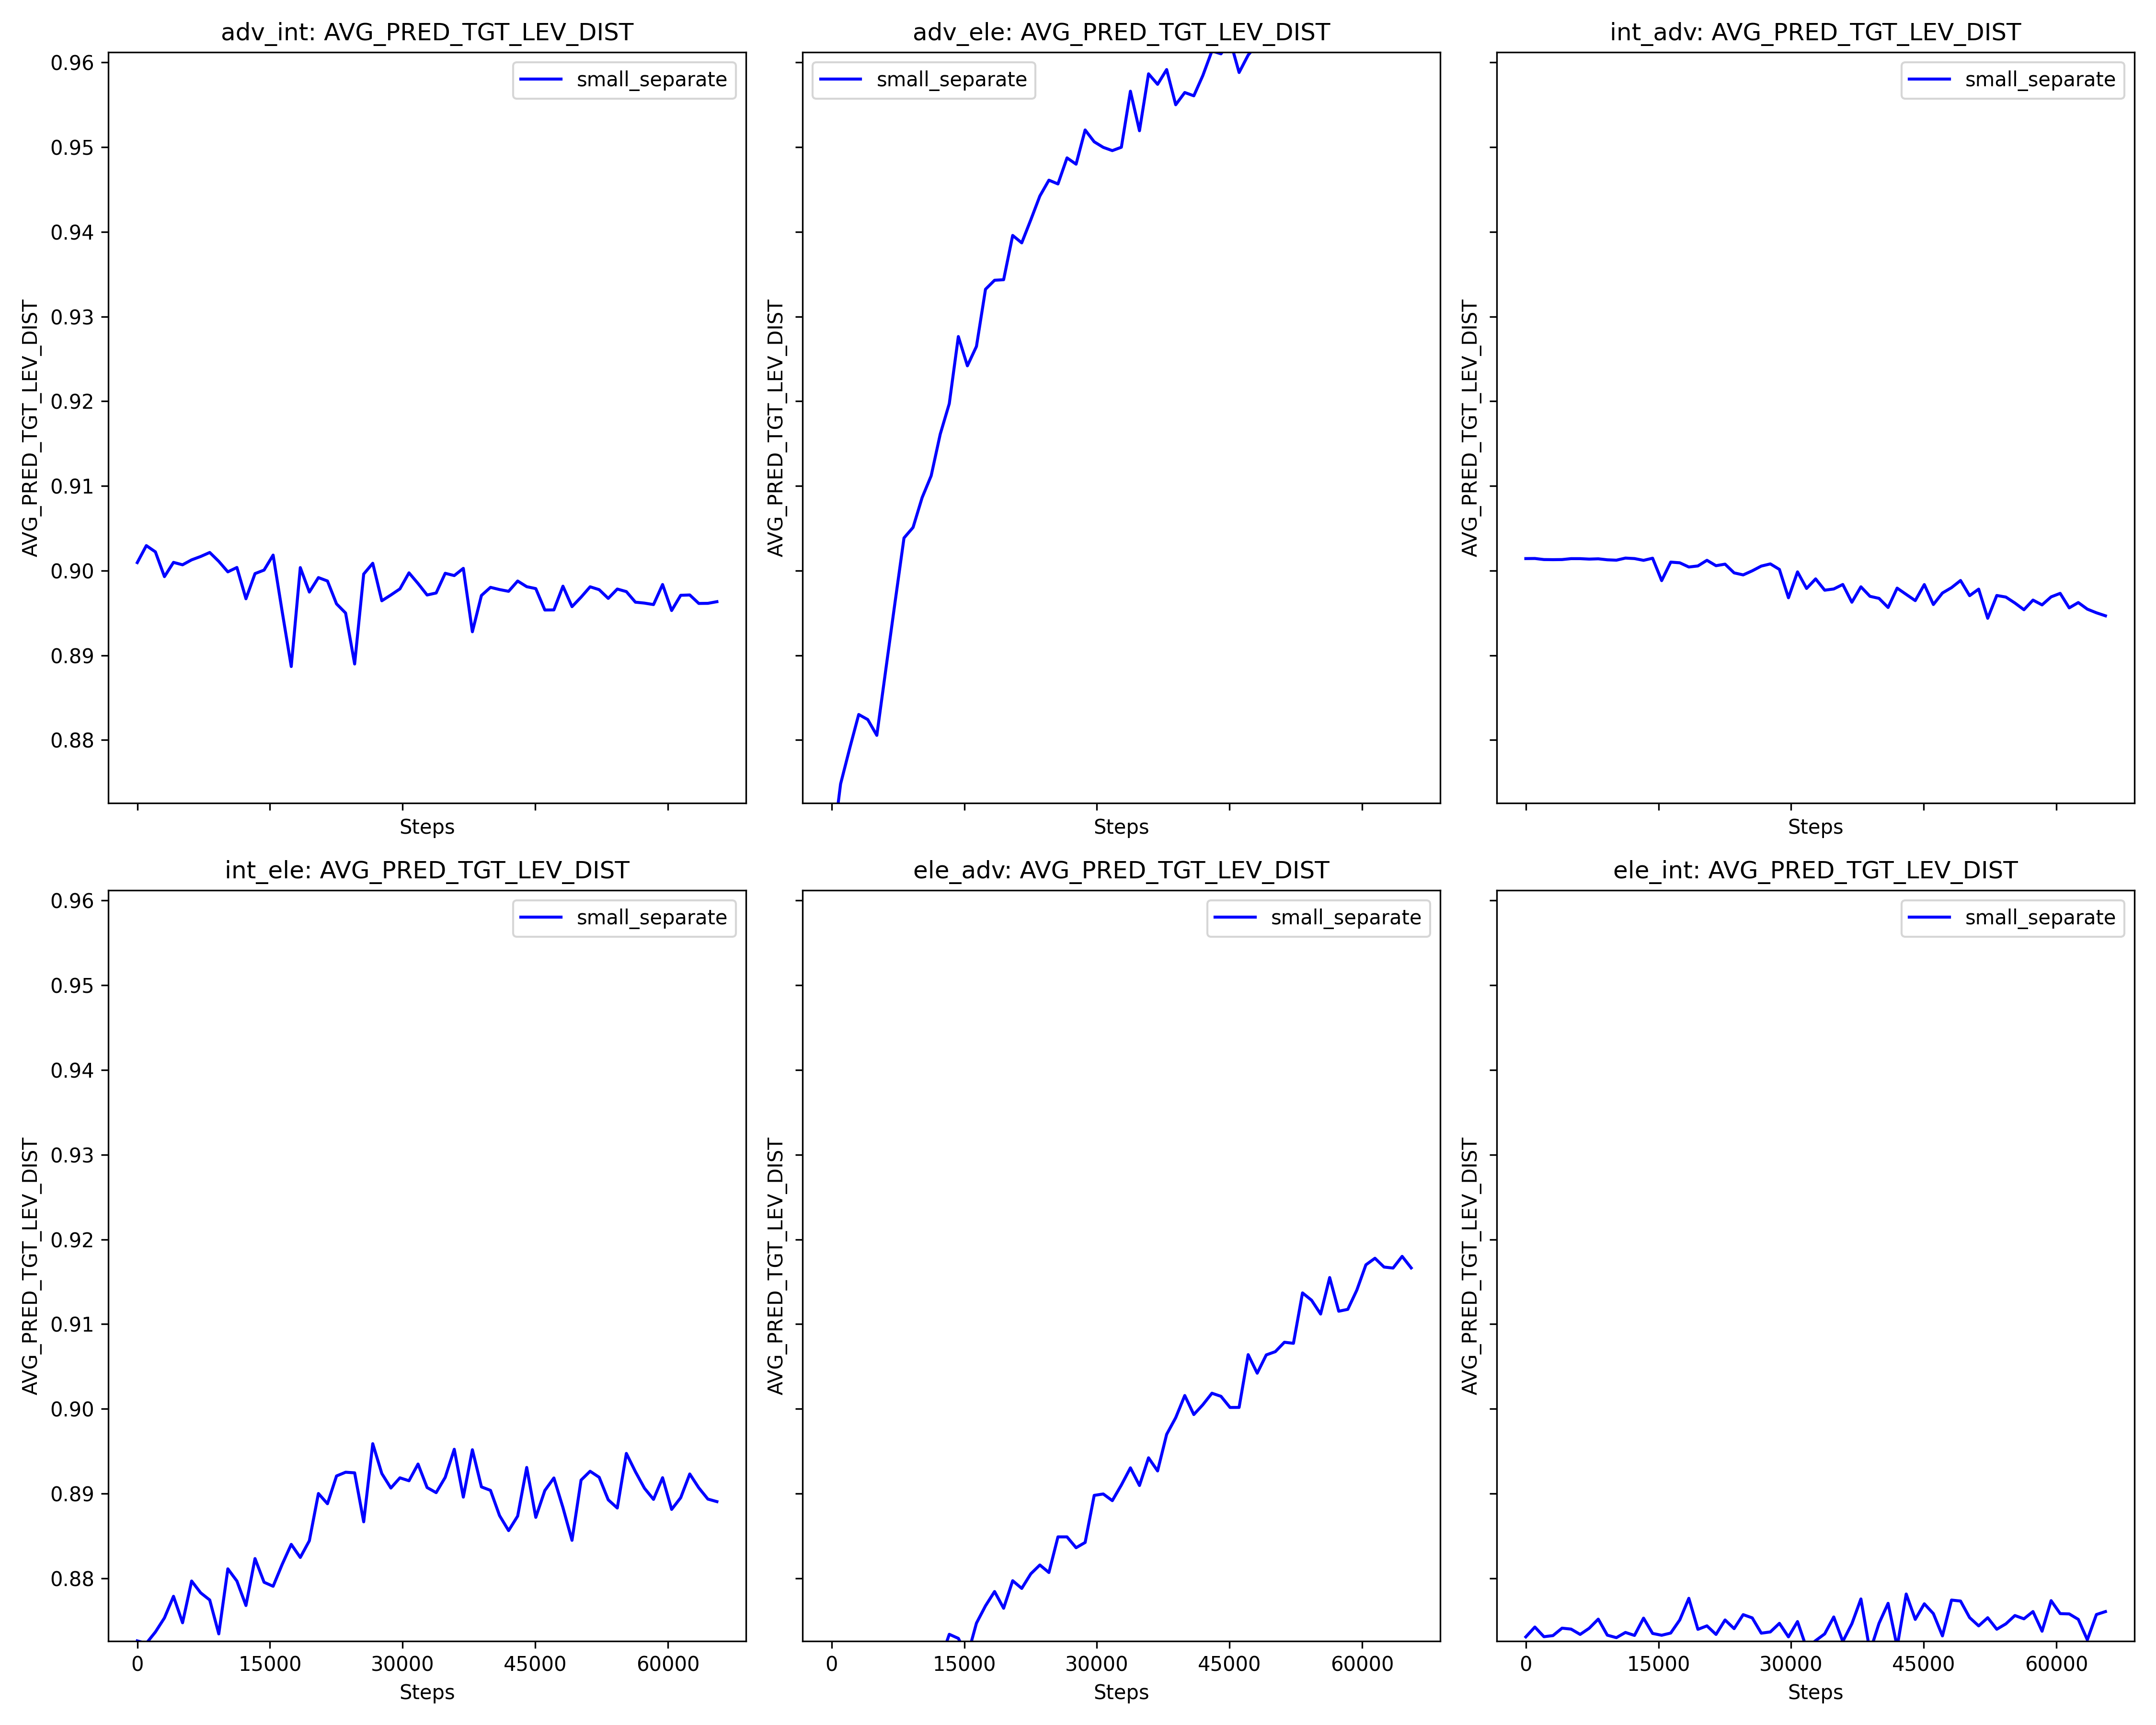 adv_int: AVG_PRED_TGT_LEV_DIST
adv_ele: AVG_PRED_TGT_LEV_DIST
int_adv: AVG_PRED_TGT_LEV_DIST
small_separate
small_separate
small_separate
AVG_PRED_TGT_LEV_DIST
0.96
0.95
0.94
0.93
0.92
0.91
0.90
0.89
0.88
AVG_PRED_TGT_LEV_DIST
AVG_PRED_TGT_LEV_DIST
Steps
Steps
Steps
int_ele: AVG_PRED_TGT_LEV_DIST
ele_adv: AVG_PRED_TGT_LEV_DIST
ele_int: AVG_PRED_TGT_LEV_DIST
small_separate
small_separate
small_separate
AVG_PRED_TGT_LEV_DIST
0.96
0.95
0.94
0.93
0.92
0.91
0.90
0.89
0.88
AVG_PRED_TGT_LEV_DIST
AVG_PRED_TGT_LEV_DIST
0 15000 30000 45000 60000
0 15000 30000 45000 60000
0 15000 30000 45000 60000
Steps
Steps
Steps